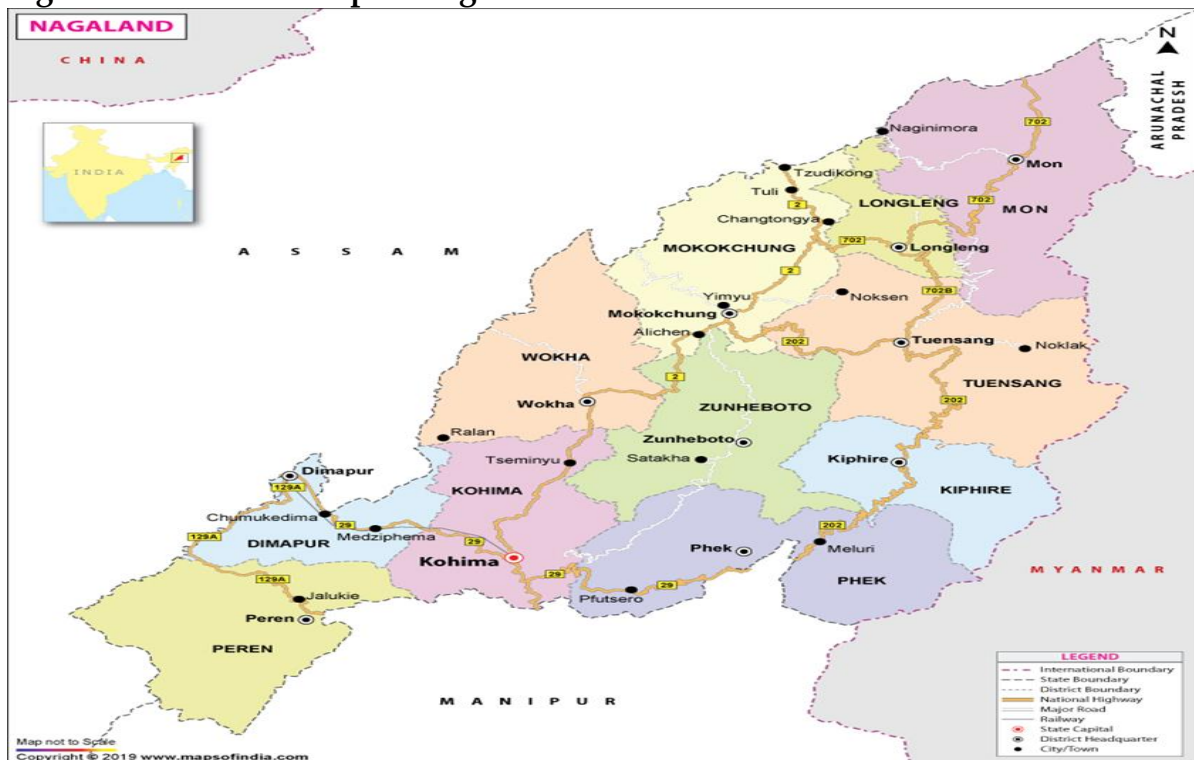 NAGALAND
CHINA
N
ARUNACHAL
PRADESH
INDIA
702
Naginimora
Mon
Tzudikong
Tuli
LONGLENG
702
MON
2
Changtongya
702
Longleng
MOKOKCHUNG
ASSAM
2
702B
Yimyu
Noksen
Mokokchung
Alichen
202
Tuensang
Noklak
WOKHA
2
TUENSANG
Wokha
ZUNHEBOTO
202
Ralan
Zunheboto
Tseminyu
Satakha
Kiphire
Dimapur
129A
KOHIMA
KIPHIRE
Chumukedima
29
Medziphema
202
129A
DIMAPUR
29
Kohima
Phek
Meluri
MYANMAR
129A
29
29
PHEK
Jalukie
Pfutsero
Peren
PEREN
MANIPUR
LEGEND
International Boundary
State Boundary
District Boundary
National Highway
Major Road
Railway
State Capital
District Headquarter
City/Town
Map not to Scale
Copyright © 2019 www.mapsofindia.com